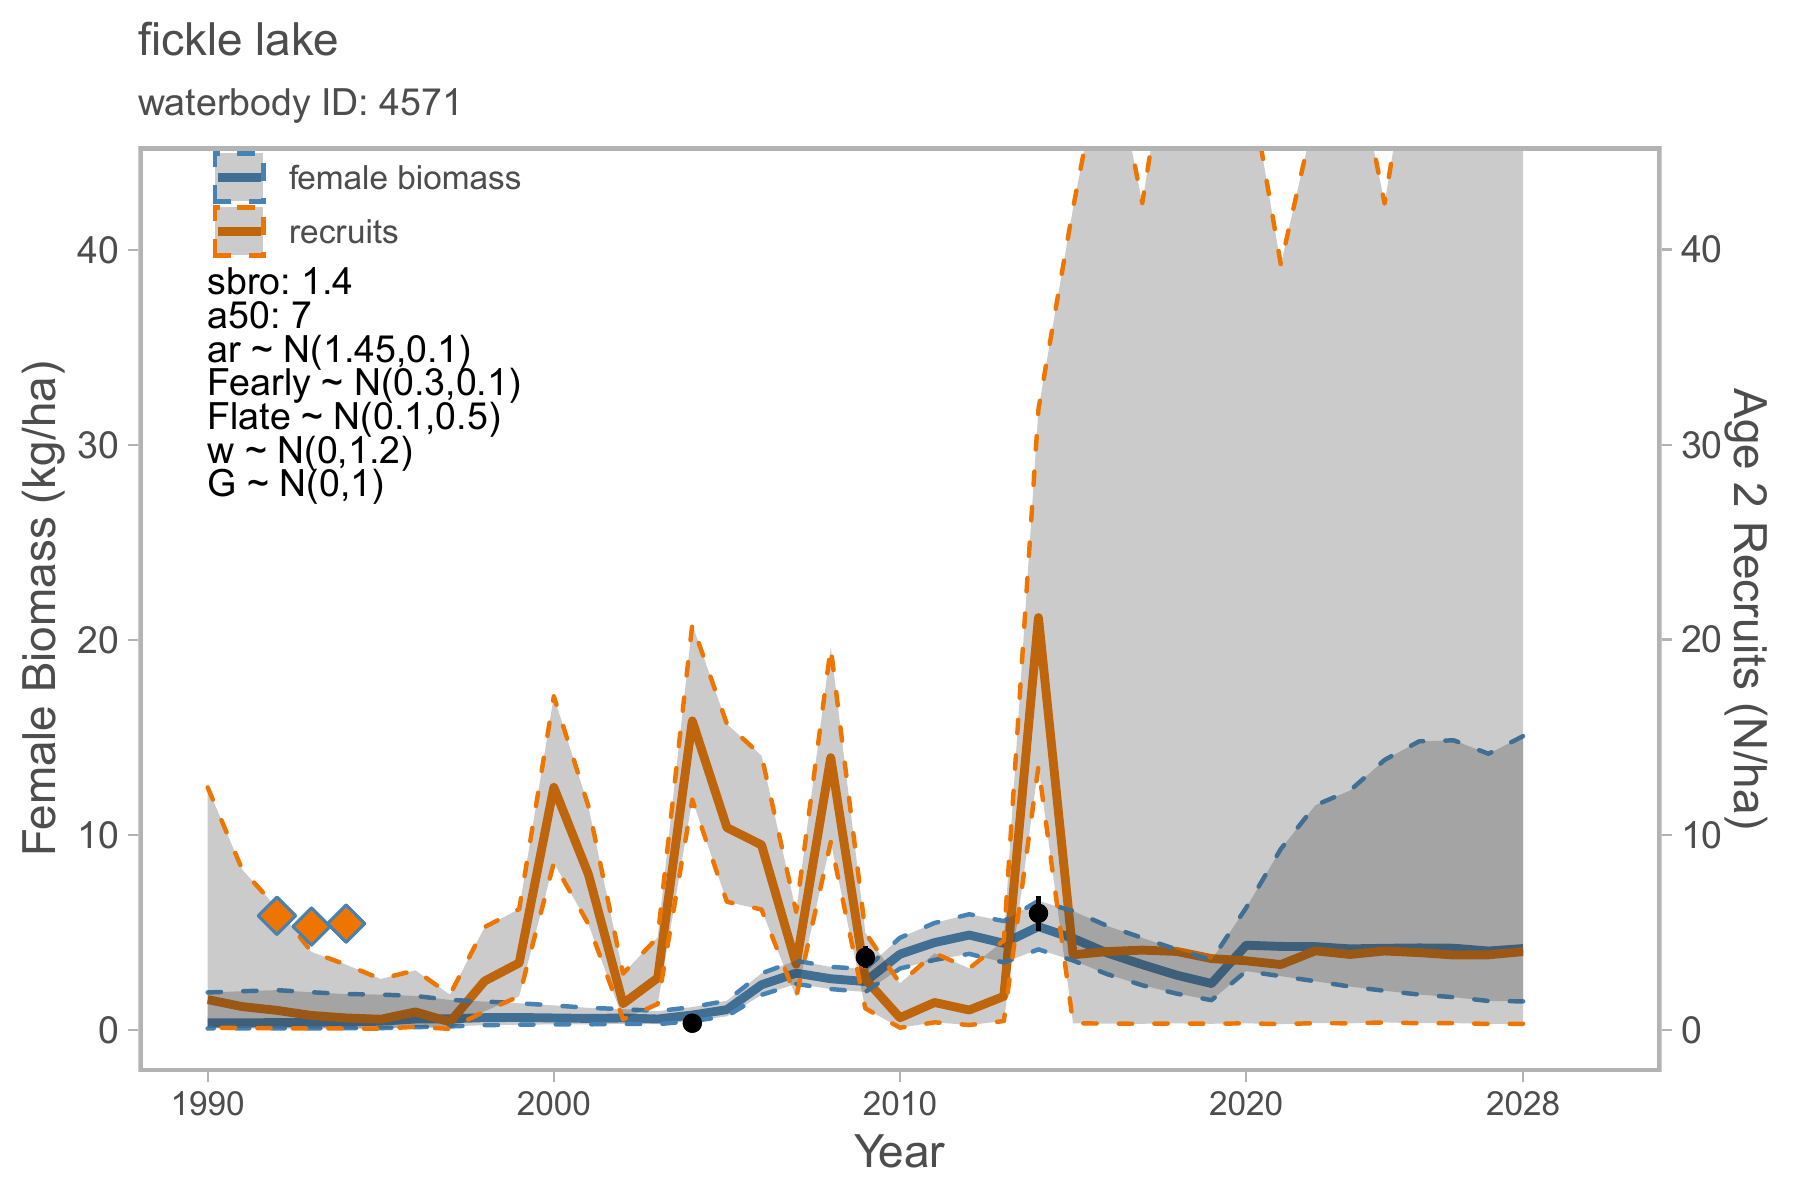 fickle lake
waterbody ID: 4571
female biomass
recruits
sbro: 1.4
a50: 7
ar ~ N(1.45,0.1)
Fearly ~ N(0.3,0.1)
Flate ~ N(0.1,0.5)
w ~ N(0,1.2)
G ~ N(0,1)
Female Biomass (kg/ha)
40
30
20
10
0
40
30
20
10
0
Age 2 Recruits (N/ha)
1990 2000 2010 2020 2028
Year